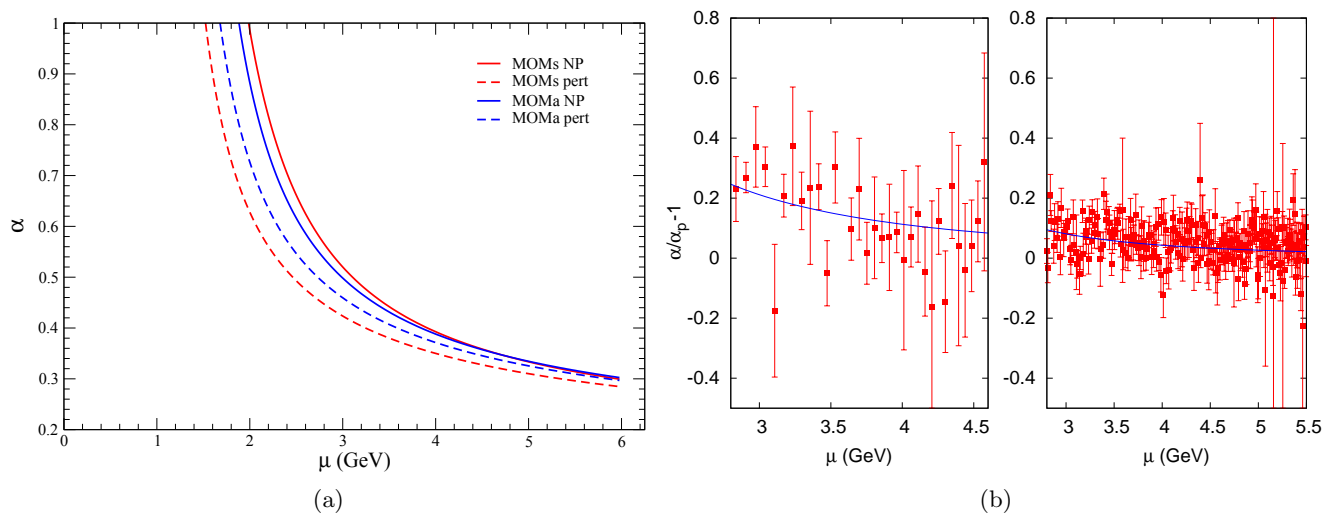 1
0.9
0.8
0.7
0.6
0.5
0.4
0.3
0.2
α
0 1 2 3 4 5 6
μ (GeV)
MOMs NP
MOMs pert
MOMa NP
MOMa pert
(a)
0.8
0.6
0.4
0.2
0
-0.2
-0.4
α/αp-1
3 3.5 4 4.5
μ (GeV)
0.8
0.6
0.4
0.2
0
-0.2
-0.4
3 3.5 4 4.5 5 5.5
μ (GeV)
(b)